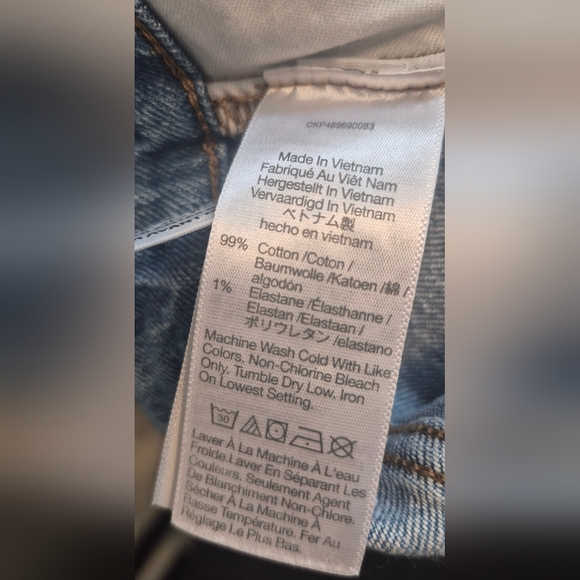 CKP469690083
Made In Vietnam
Fabriqué Au Viêt Nam
Hergestellt In Vietnam
Vervaardigd In Vietnam
ベトナム製
hecho en vietnam
99% Cotton /Coton /
Baumwolle /Katoen /綿 /
algodón
1% Elastane /Élasthanne /
Elastan /Elastaan /
ポリウレタン /elastano
Machine Wash Cold With Like
Colors. Non-Chlorine Bleach
Only. Tumble Dry Low. Iron
On Lowest Setting.
30
Laver À La Machine À L'eau
Froide.Laver En Séparant Les
Couleurs. Seulement Agent
De Blanchiment Non-Chlore.
Sécher À La Machine À
Basse Température. Fer Au
Réglage Le Plus Bas.